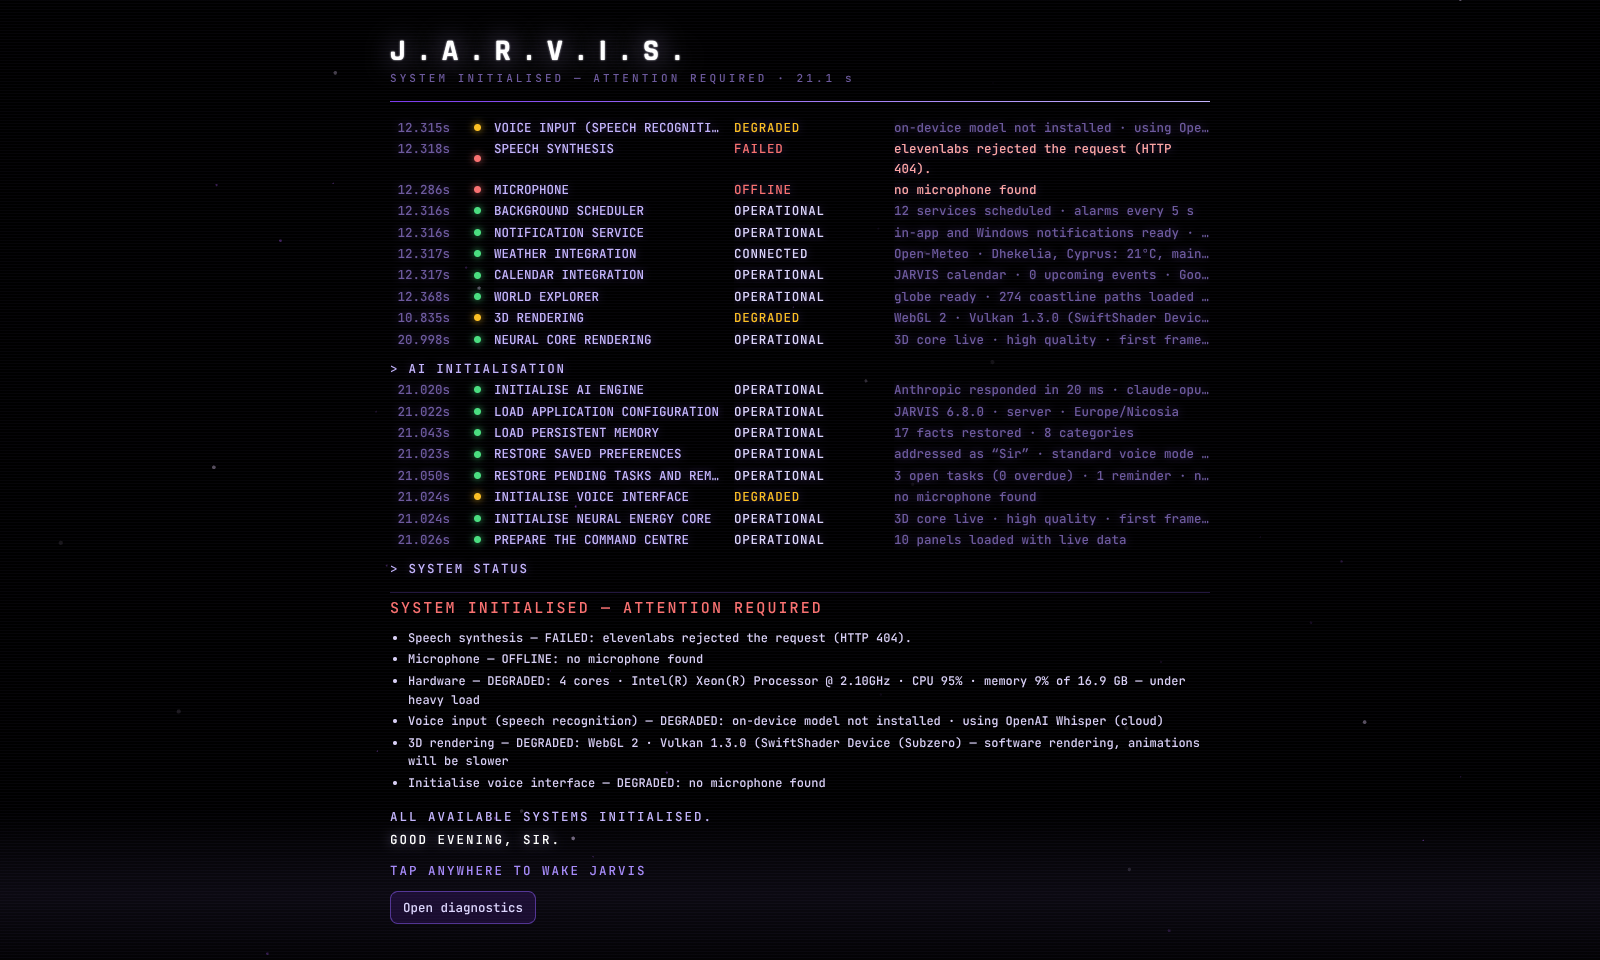 J.A.R.V.I.S.
SYSTEM INITIALISED — ATTENTION REQUIRED · 21.1 s
12.315s VOICE INPUT (SPEECH RECOGNITI… DEGRADED on-device model not installed · using Ope…
12.318s SPEECH SYNTHESIS FAILED elevenlabs rejected the request (HTTP
404).
12.286s MICROPHONE OFFLINE no microphone found
12.316s BACKGROUND SCHEDULER OPERATIONAL 12 services scheduled · alarms every 5 s
12.316s NOTIFICATION SERVICE OPERATIONAL in-app and Windows notifications ready · …
12.317s WEATHER INTEGRATION CONNECTED Open-Meteo · Dhekelia, Cyprus: 21°C, main…
12.317s CALENDAR INTEGRATION OPERATIONAL JARVIS calendar · 0 upcoming events · Goo…
12.368s WORLD EXPLORER OPERATIONAL globe ready · 274 coastline paths loaded …
10.835s 3D RENDERING DEGRADED WebGL 2 · Vulkan 1.3.0 (SwiftShader Devic…
20.998s NEURAL CORE RENDERING OPERATIONAL 3D core live · high quality · first frame…
> AI INITIALISATION
21.020s INITIALISE AI ENGINE OPERATIONAL Anthropic responded in 20 ms · claude-opu…
21.022s LOAD APPLICATION CONFIGURATION OPERATIONAL JARVIS 6.8.0 · server · Europe/Nicosia
21.043s LOAD PERSISTENT MEMORY OPERATIONAL 17 facts restored · 8 categories
21.023s RESTORE SAVED PREFERENCES OPERATIONAL addressed as “Sir” · standard voice mode …
21.050s RESTORE PENDING TASKS AND REM… OPERATIONAL 3 open tasks (0 overdue) · 1 reminder · n…
21.024s INITIALISE VOICE INTERFACE DEGRADED no microphone found
21.024s INITIALISE NEURAL ENERGY CORE OPERATIONAL 3D core live · high quality · first frame…
21.026s PREPARE THE COMMAND CENTRE OPERATIONAL 10 panels loaded with live data
> SYSTEM STATUS
SYSTEM INITIALISED — ATTENTION REQUIRED
• Speech synthesis — FAILED: elevenlabs rejected the request (HTTP 404).
• Microphone — OFFLINE: no microphone found
• Hardware — DEGRADED: 4 cores · Intel(R) Xeon(R) Processor @ 2.10GHz · CPU 95% · memory 9% of 16.9 GB — under
heavy load
• Voice input (speech recognition) — DEGRADED: on-device model not installed · using OpenAI Whisper (cloud)
• 3D rendering — DEGRADED: WebGL 2 · Vulkan 1.3.0 (SwiftShader Device (Subzero) — software rendering, animations
will be slower
• Initialise voice interface — DEGRADED: no microphone found
ALL AVAILABLE SYSTEMS INITIALISED.
GOOD EVENING, SIR.
TAP ANYWHERE TO WAKE JARVIS
Open diagnostics